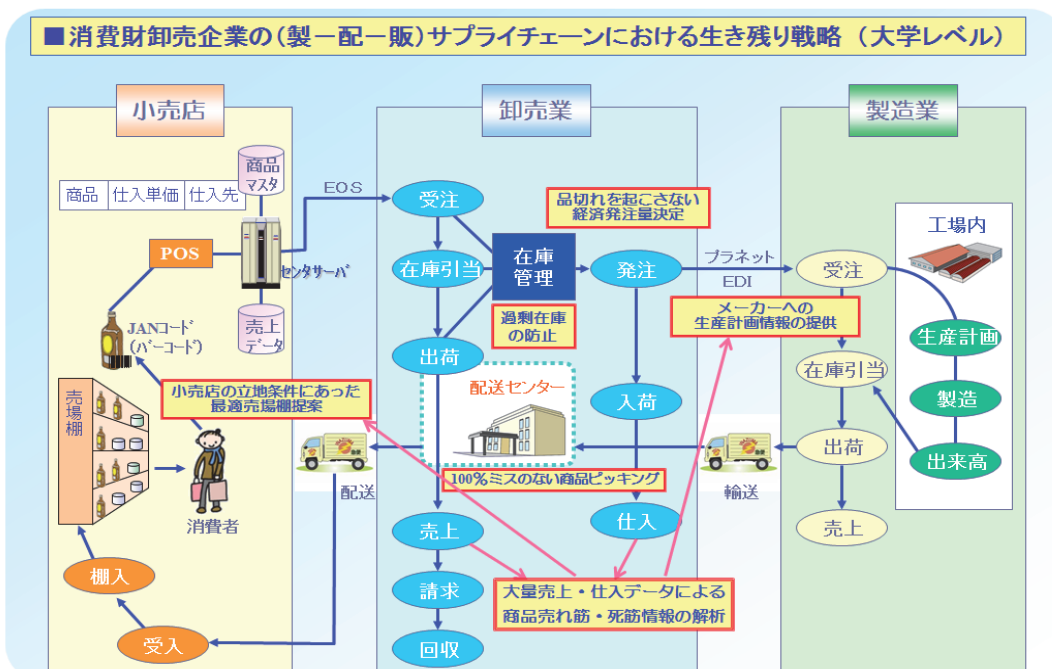 ■消費財卸売企業の(製－配－販)サプライチェーンにおける生き残り戦略 (大学レベル)
小売店
商品
マスタ
商品 仕入単価 仕入先
POS
センタサーバ
売上
データ
JANコード
(バーコード)
売場棚
小売店の立地条件にあった
最適売場棚提案
消費者
棚入
受入
EOS
配送
卸売業
受注
在庫引当
出荷
在庫
管理
過剰在庫
の防止
品切れを起こさない
経済発注量決定
発注
配送センター
入荷
100%ミスのない商品ピッキング
仕入
売上
請求
回収
大量売上・仕入データによる
商品売れ筋・死筋情報の解析
プラネット
EDI
メーカーへの
生産計画情報の提供
輸送
製造業
受注
在庫引当
出荷
売上
工場内
生産計画
製造
出来高